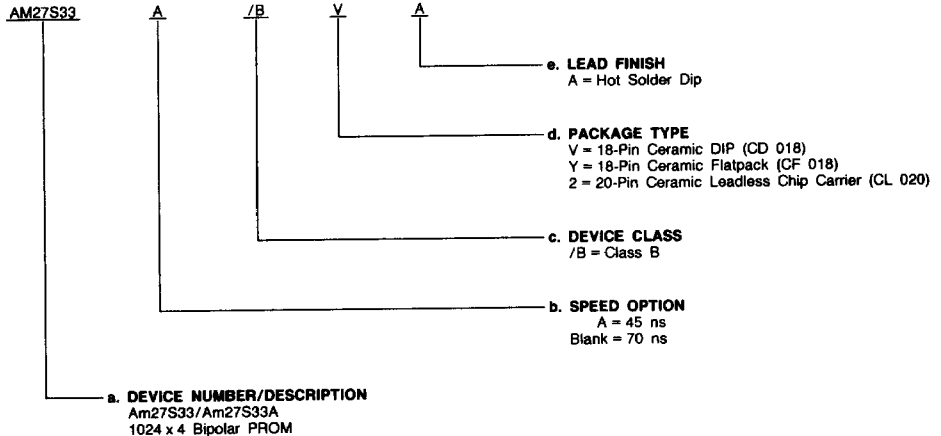 AM27S33 A /B V A
e. LEAD FINISH
A = Hot Solder Dip
d. PACKAGE TYPE
V = 18-Pin Ceramic DIP (CD 018)
Y = 18-Pin Ceramic Flatpack (CF 018)
2 = 20-Pin Ceramic Leadless Chip Carrier (CL 020)
c. DEVICE CLASS
/B = Class B
b. SPEED OPTION
A = 45 ns
Blank = 70 ns
a. DEVICE NUMBER/DESCRIPTION
Am27S33/Am27S33A
1024 x 4 Bipolar PROM